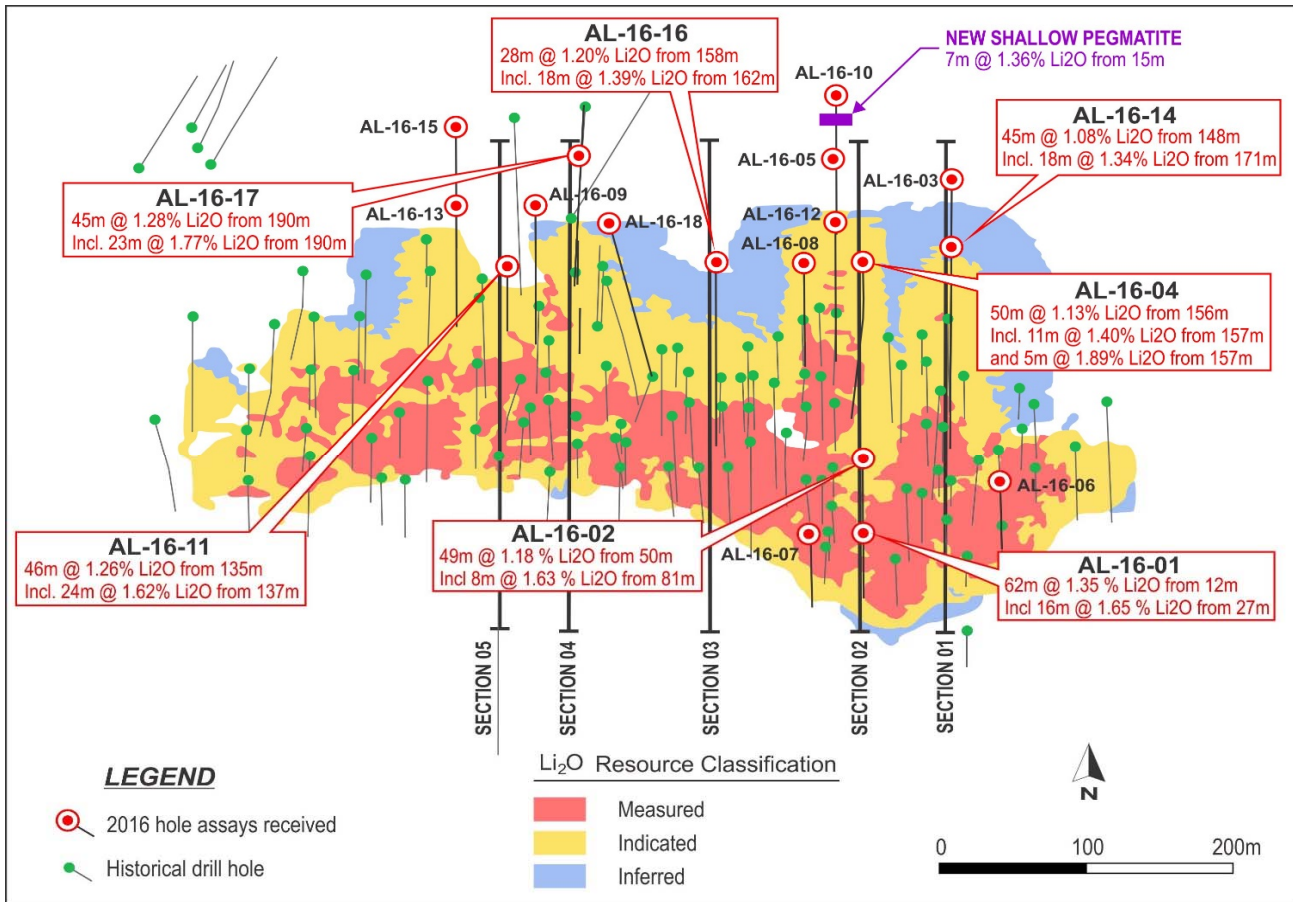 AL-16-16
28m @ 1.20% Li2O from 158m
Incl. 18m @ 1.39% Li2O from 162m
NEW SHALLOW PEGMATITE
7m @ 1.36% Li2O from 15m
AL-16-10
AL-16-15
AL-16-14
45m @ 1.08% Li2O from 148m
Incl. 18m @ 1.34% Li2O from 171m
AL-16-05
AL-16-03
AL-16-17
45m @ 1.28% Li2O from 190m
Incl. 23m @ 1.77% Li2O from 190m
AL-16-09
AL-16-13
AL-16-18
AL-16-12
AL-16-08
AL-16-04
50m @ 1.13% Li2O from 156m
Incl. 11m @ 1.40% Li2O from 157m
and 5m @ 1.89% Li2O from 157m
AL-16-06
AL-16-11
46m @ 1.26% Li2O from 135m
Incl. 24m @ 1.62% Li2O from 137m
AL-16-02
49m @ 1.18 % Li2O from 50m
Incl 8m @ 1.63 % Li2O from 81m
AL-16-07
AL-16-01
62m @ 1.35 % Li2O from 12m
Incl 16m @ 1.65 % Li2O from 27m
SECTION 05
SECTION 04
SECTION 03
SECTION 02
SECTION 01
LEGEND
2016 hole assays received
Historical drill hole
Li₂O Resource Classification
Measured
Indicated
Inferred
N
0 100 200m